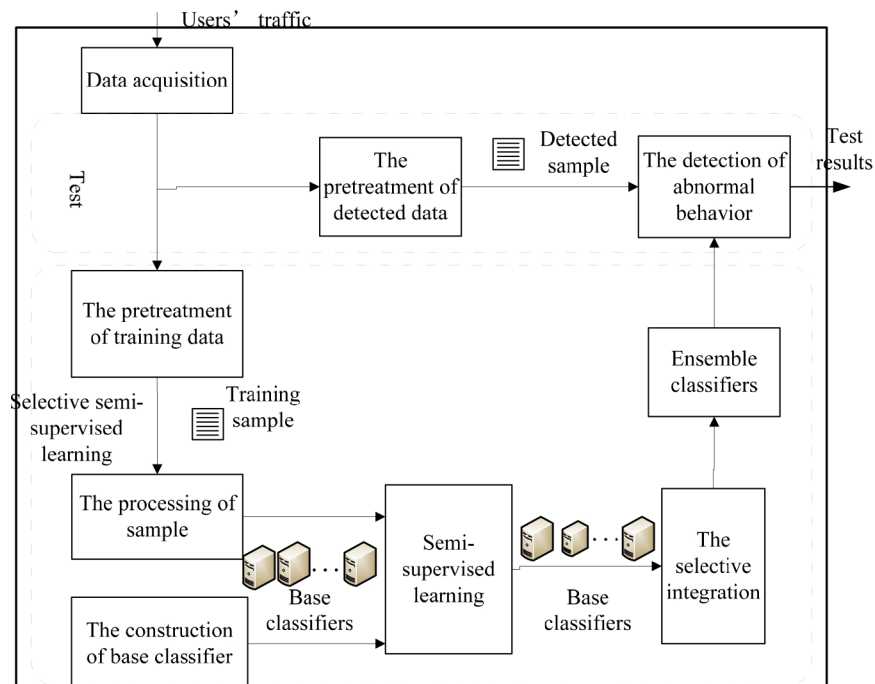 Users’ traffic
Data acquisition
Test
The
pretreatment of
detected data
Detected
sample
The detection of
abnormal
behavior
Test
results
The pretreatment
of training data
Selective semi-
supervised
learning
Training
sample
Ensemble
classifiers
The processing of
sample
...
Base
classifiers
Semi-
supervised
learning
...
Base
classifiers
The
selective
integration
The construction
of base classifier